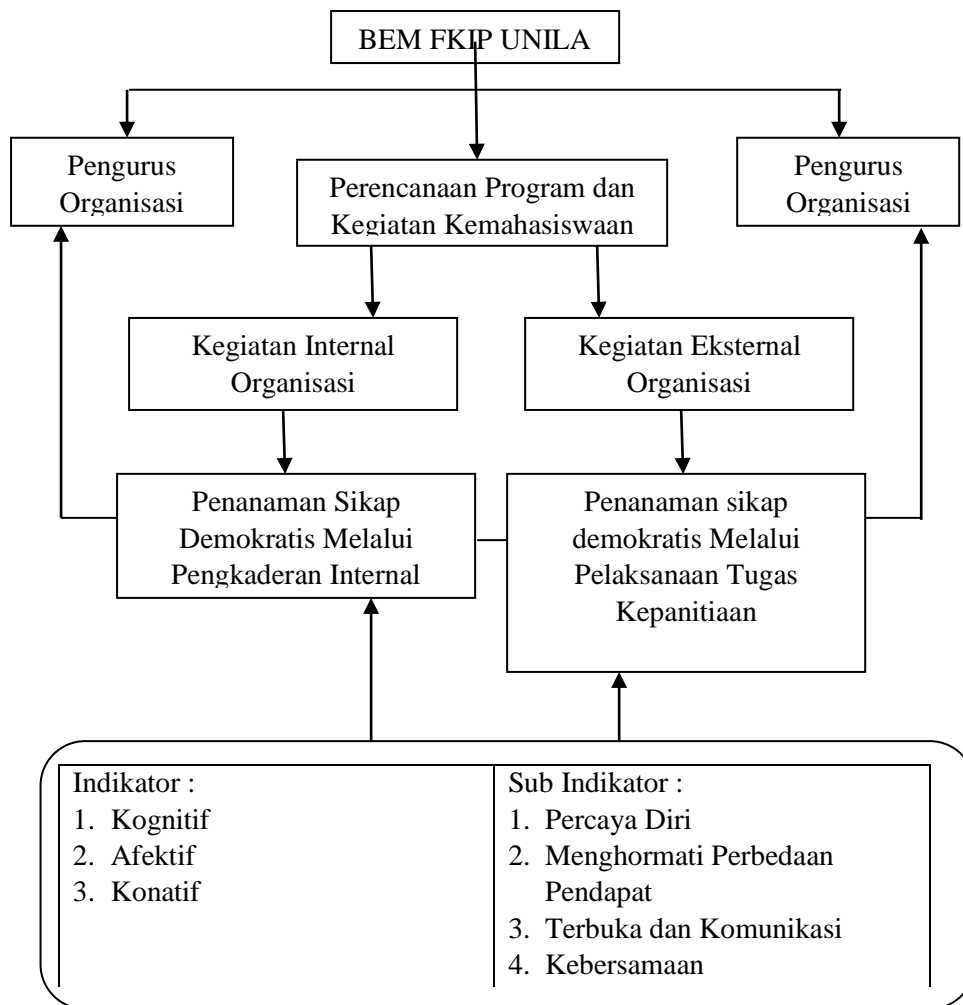 BEM FKIP UNILA
Pengurus
Organisasi
Perencanaan Program dan
Kegiatan Kemahasiswaan
Pengurus
Organisasi
Kegiatan Internal
Organisasi
Kegiatan Eksternal
Organisasi
Penanaman Sikap
Demokratis Melalui
Pengkaderan Internal
Penanaman sikap
demokratis Melalui
Pelaksanaan Tugas
Kepanitiaan
Indikator :
1. Kognitif
2. Afektif
3. Konatif
Sub Indikator :
1. Percaya Diri
2. Menghormati Perbedaan
Pendapat
3. Terbuka dan Komunikasi
4. Kebersamaan